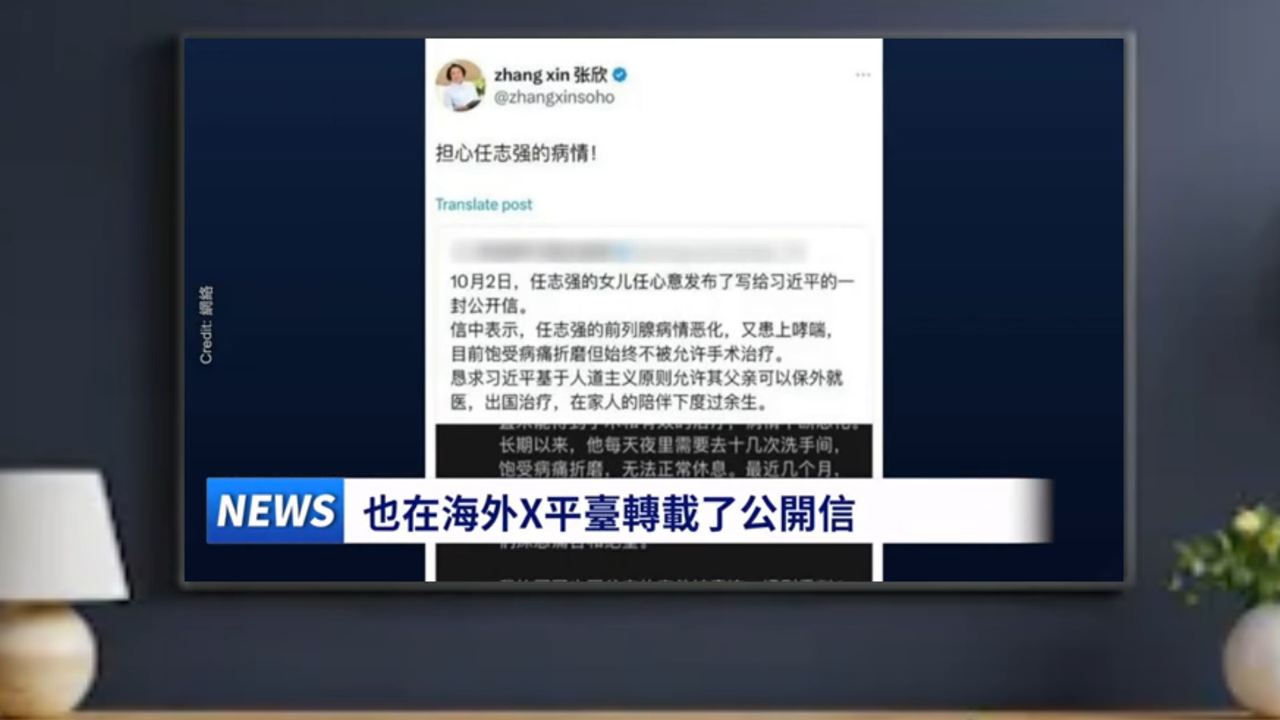 zhang xin 张欣
@zhangxinsoho
担心任志强的病情!
Translate post
10月2日，任志强的女儿任心意发布了写给习近平的一
封公开信。
信中表示，任志强的前列腺病情恶化，又患上哮喘，
目前饱受病痛折磨但始终不被允许手术治疗。
恳求习近平基于人道主义原则允许其父亲可以保外就
医，出国治疗，在家人的陪伴下度过余生。
长期以来，他每天夜里需要去十几次洗手间，
饱受病痛折磨，无法正常休息。最近几个月，
Credit: 網絡
NEWS 也在海外X平臺轉載了公開信